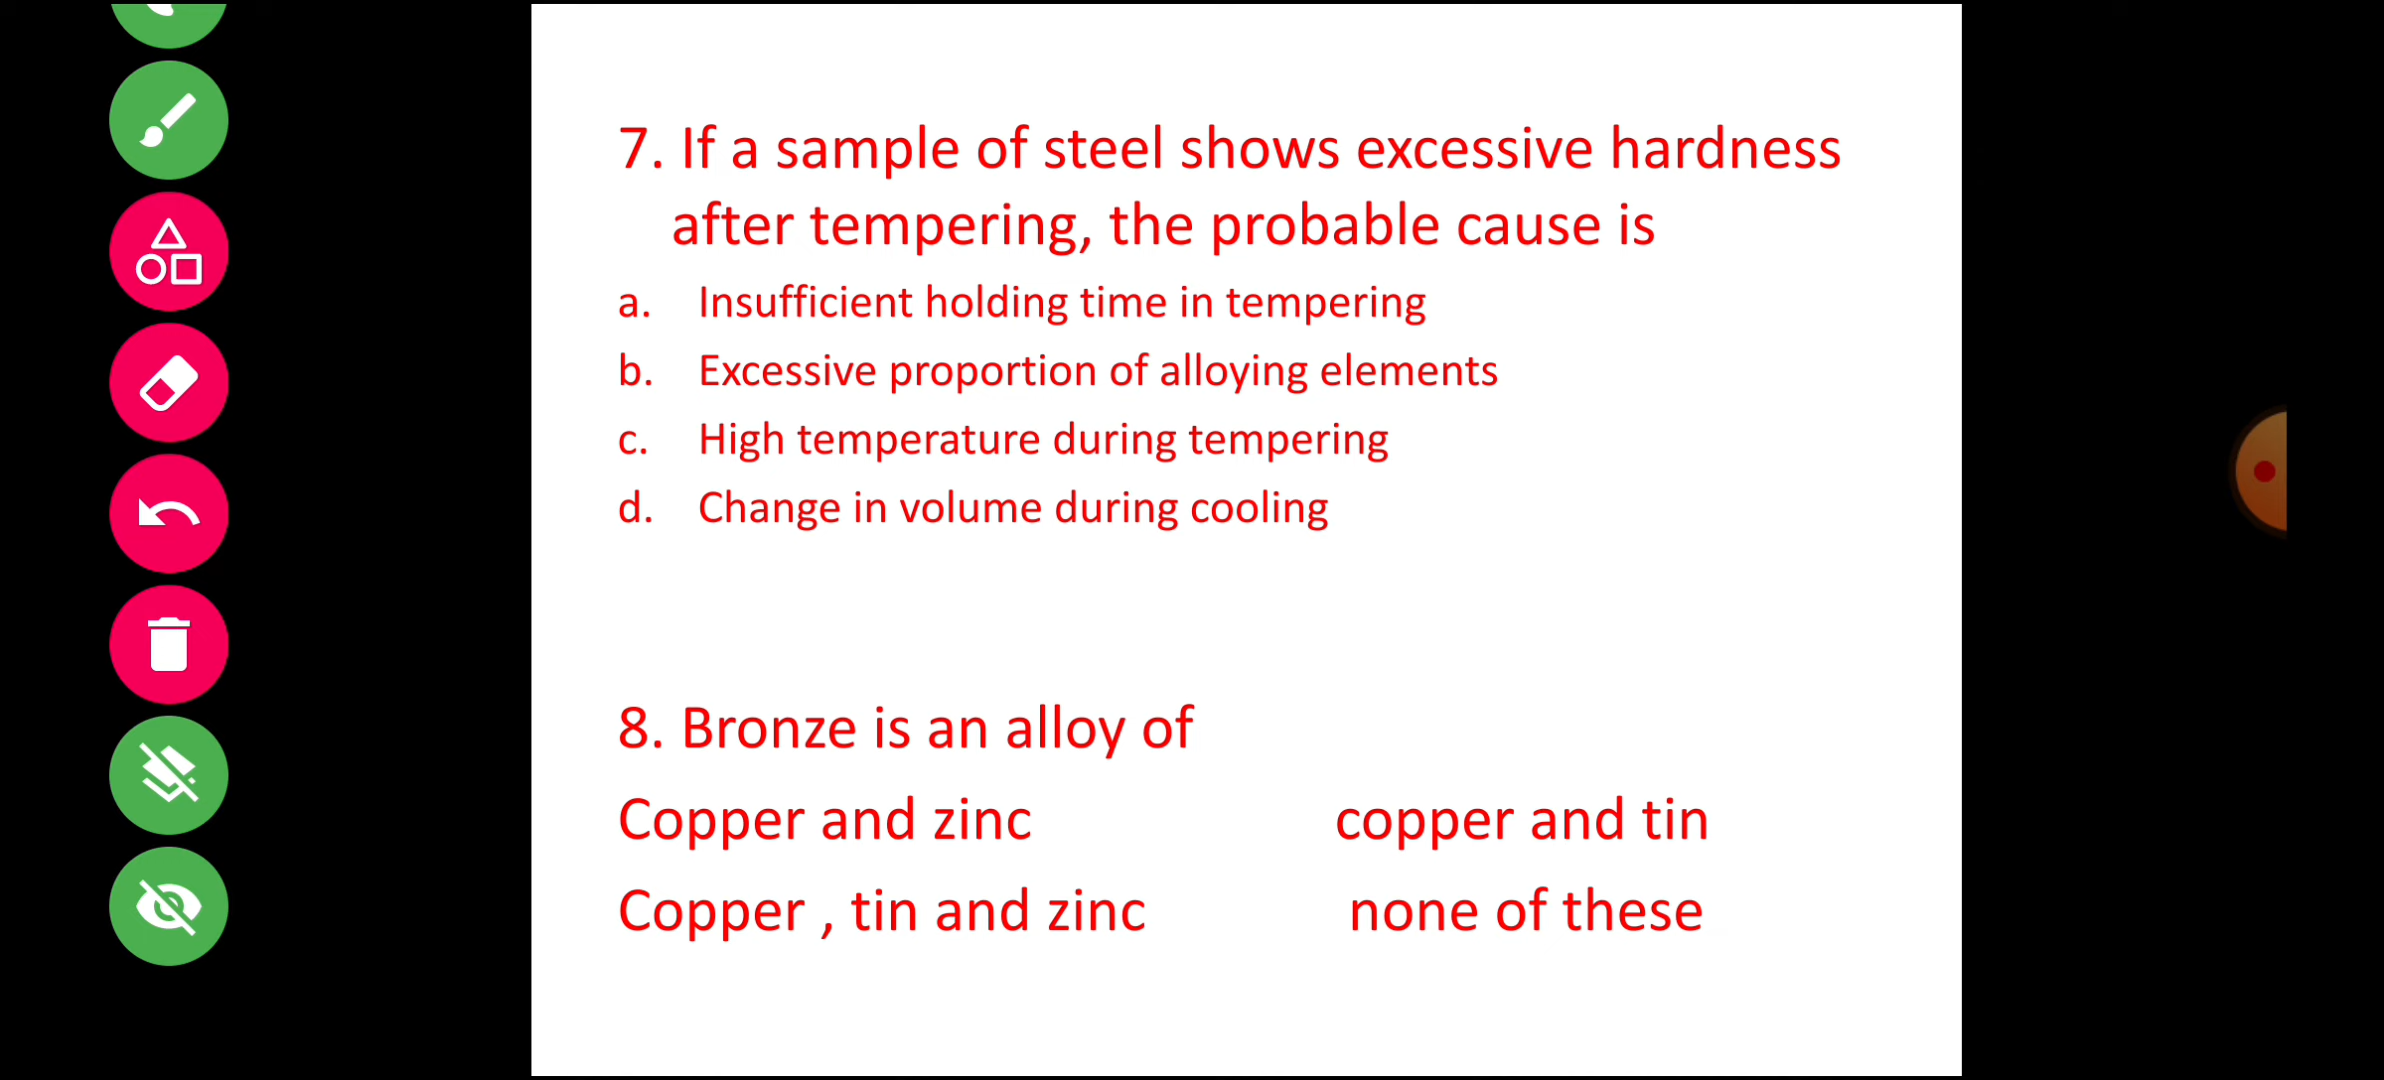 7. If a sample of steel shows excessive hardness
after tempering, the probable cause is
a. Insufficient holding time in tempering
b. Excessive proportion of alloying elements
c. High temperature during tempering
d. Change in volume during cooling
8. Bronze is an alloy of
Copper and zinc copper and tin
Copper , tin and zinc none of these